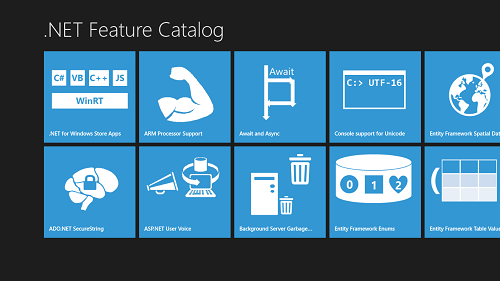 .NET Feature Catalog
C# VB C++ JS
WinRT
.NET for Windows Store Apps
ARM Processor Support
Await
Await and Async
C:> UTF-16
Console support for Unicode
Entity Framework Spatial Dat
ADO.NET SecureString
ASP.NET User Voice
Background Server Garbage...
0 1 2
Entity Framework Enums
Entity Framework Table Value